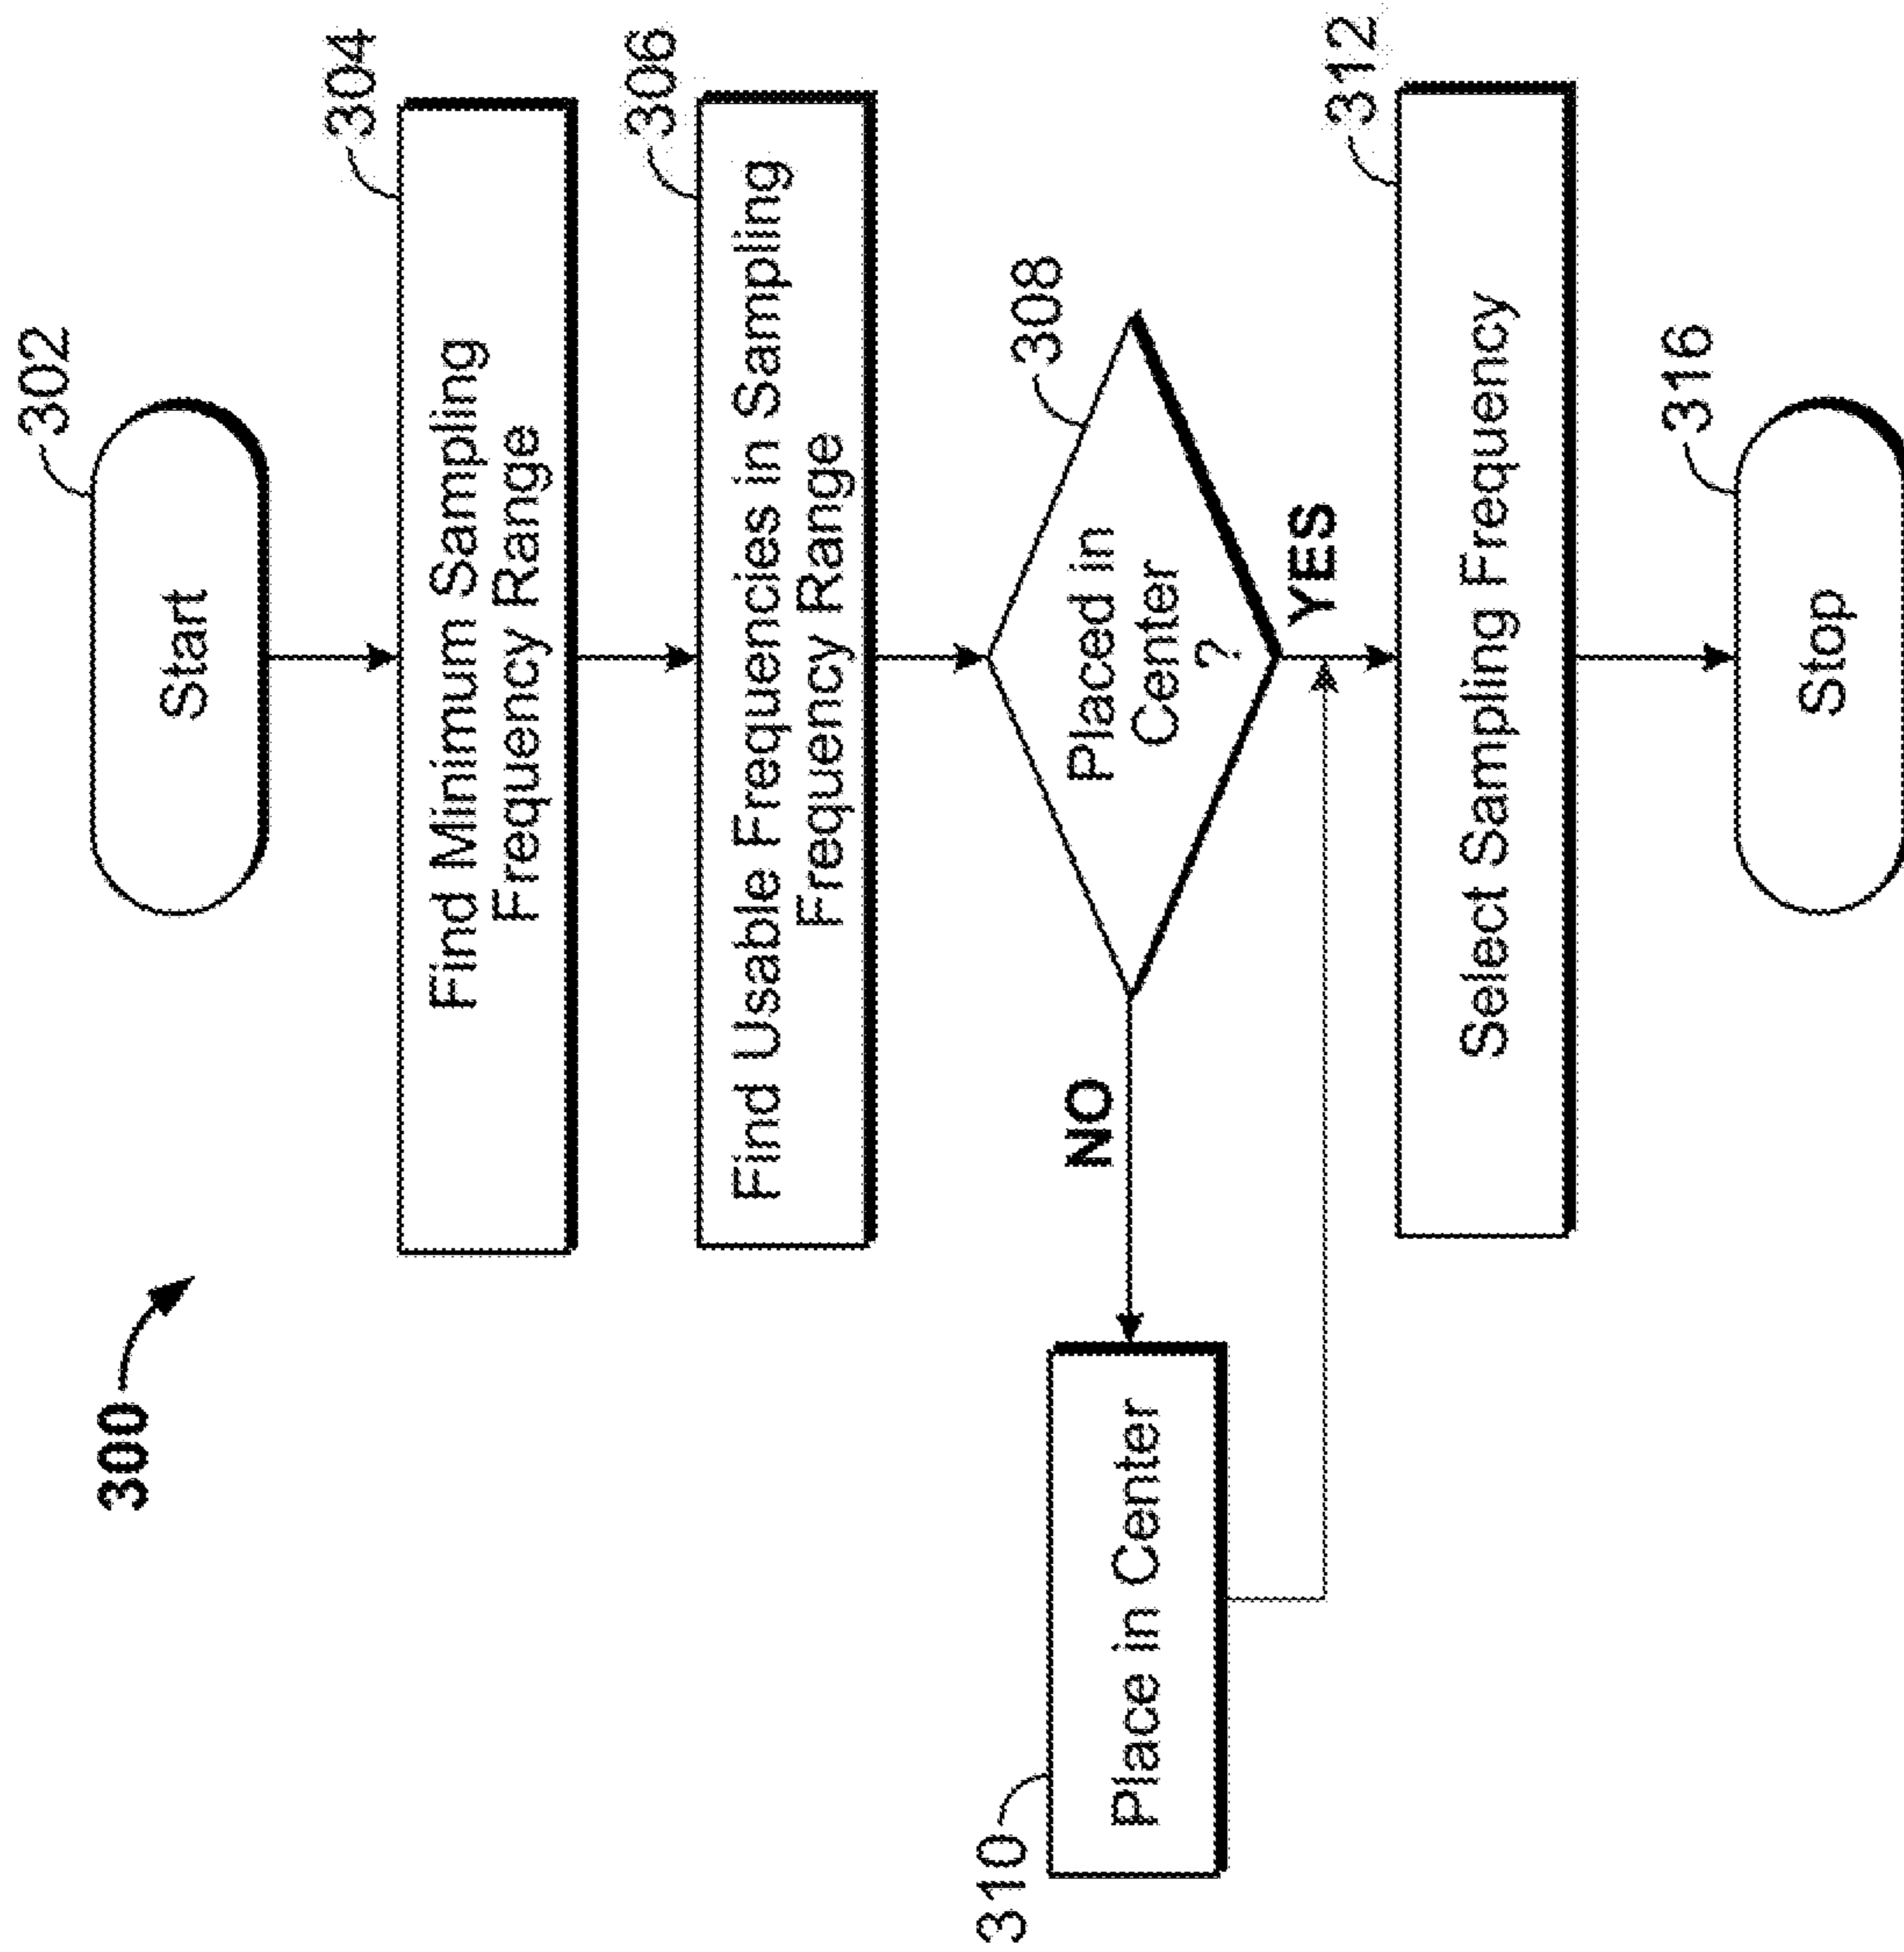 300
302
Start
304
Find Minimum Sampling
Frequency Range
306
Find Usable Frequencies in Sampling
Frequency Range
308
Placed in
Center
?
NO
YES
310
Place in Center
312
Select Sampling Frequency
316
Stop